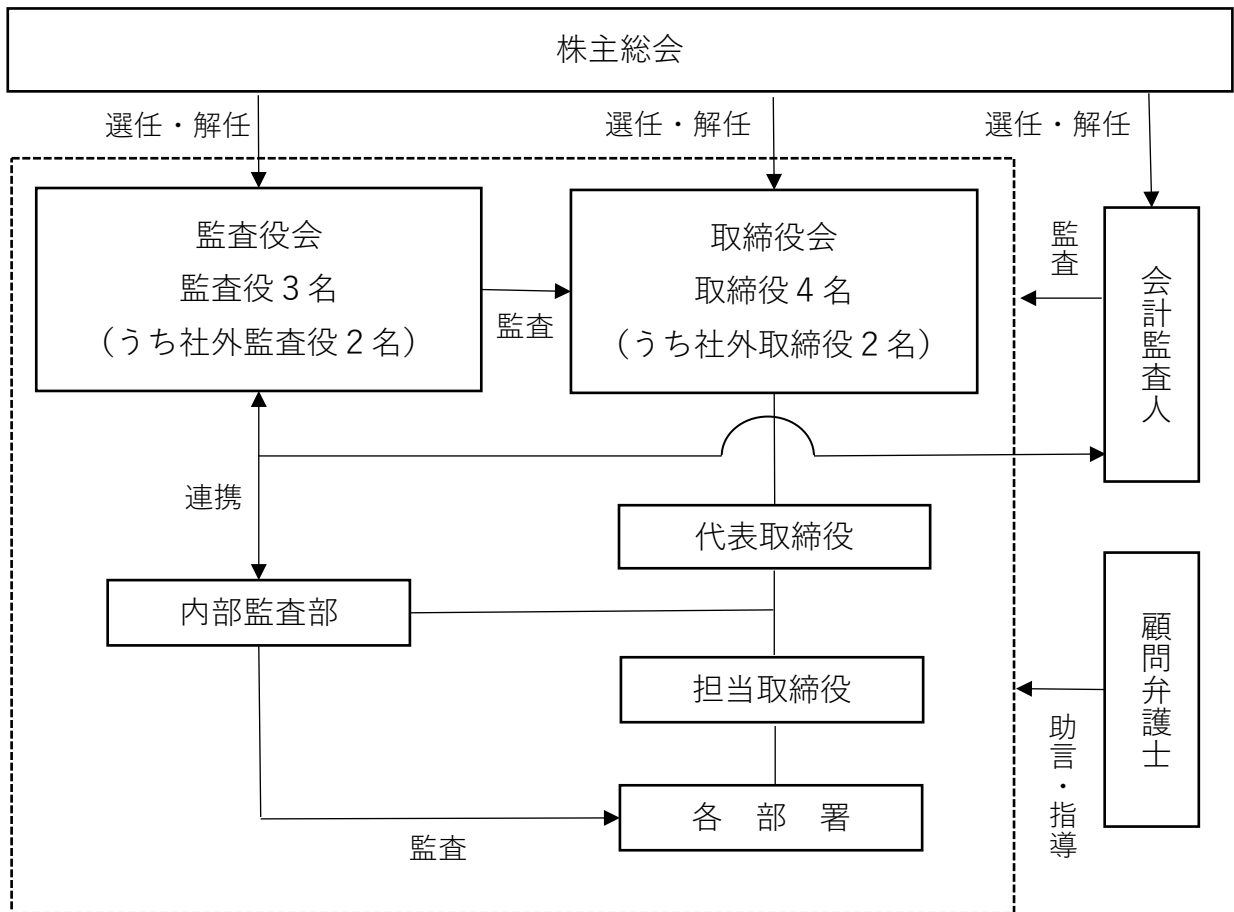 株主総会
選任・解任
選任・解任
選任・解任
監査役会
監査役3名
(うち社外監査役2名)
監査
取締役会
取締役4名
(うち社外取締役2名)
監査
会計監査人
連携
代表取締役
内部監査部
担当取締役
顧問弁護士
助言・指導
各　部　署
監査